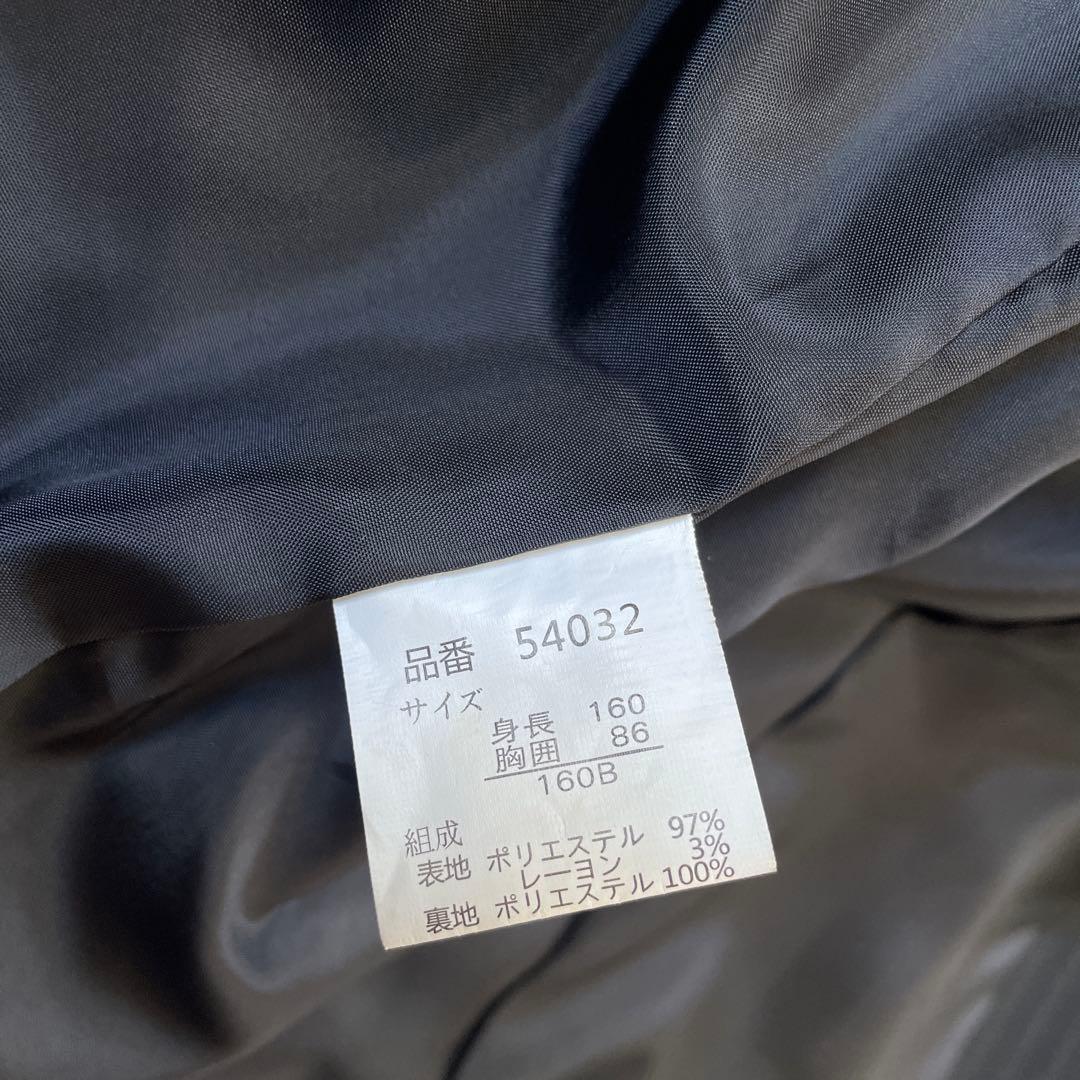 品番 54032
サイズ
身長 160
胸囲 86
160B
組成
表地 ポリエステル 97%
レーヨン 3%
裏地 ポリエステル 100%